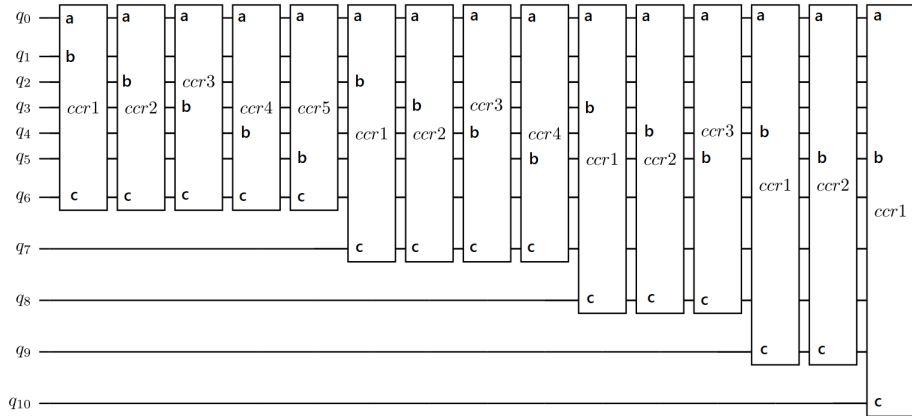 q0 a a a a a a a a a a a a a a a
q1 b
q2 b ccr3 b
q3 ccr1 ccr2 b ccr4 ccr5 b ccr3 b
q4 b ccr1 ccr2 b ccr4 b ccr3 b
q5 b b ccr1 ccr2 b b b
ccr1 ccr2
q6 c c c c c
ccr1
q7 c c c c
q8 c c c
q9 c c
q10 c